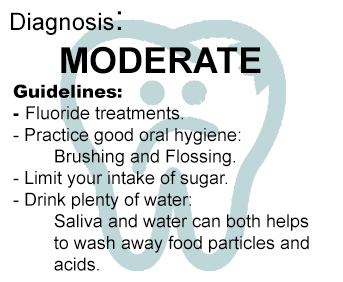 Diagnosis:
MODERATE
Guidelines:
- Fluoride treatments.
- Practice good oral hygiene:
Brushing and Flossing.
- Limit your intake of sugar.
- Drink plenty of water:
Saliva and water can both helps
to wash away food particles and
acids.